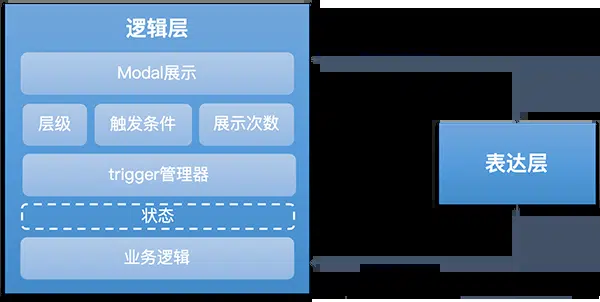 逻辑层
Modal展示
层级 触发条件 展示次数
trigger管理器
状态
业务逻辑
表达层